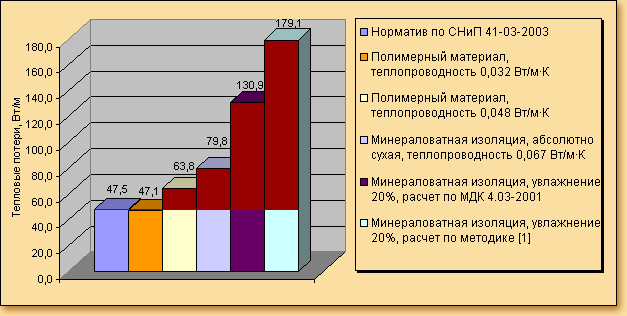 Тепловые потери, Вт/м
180,0
160,0
140,0
120,0
100,0
80,0
60,0
40,0
20,0
0,0
47,5
47,1
63,8
79,8
130,9
179,1
Норматив по СНиП 41-03-2003
Полимерный материал,
теплопроводность 0,032 Вт/м·К
Полимерный материал,
теплопроводность 0,048 Вт/м·К
Минераловатная изоляция, абсолютно
сухая, теплопроводность 0,067 Вт/м·К
Минераловатная изоляция, увлажнение
20%, расчет по МДК 4.03-2001
Минераловатная изоляция, увлажнение
20%, расчет по методике [1]